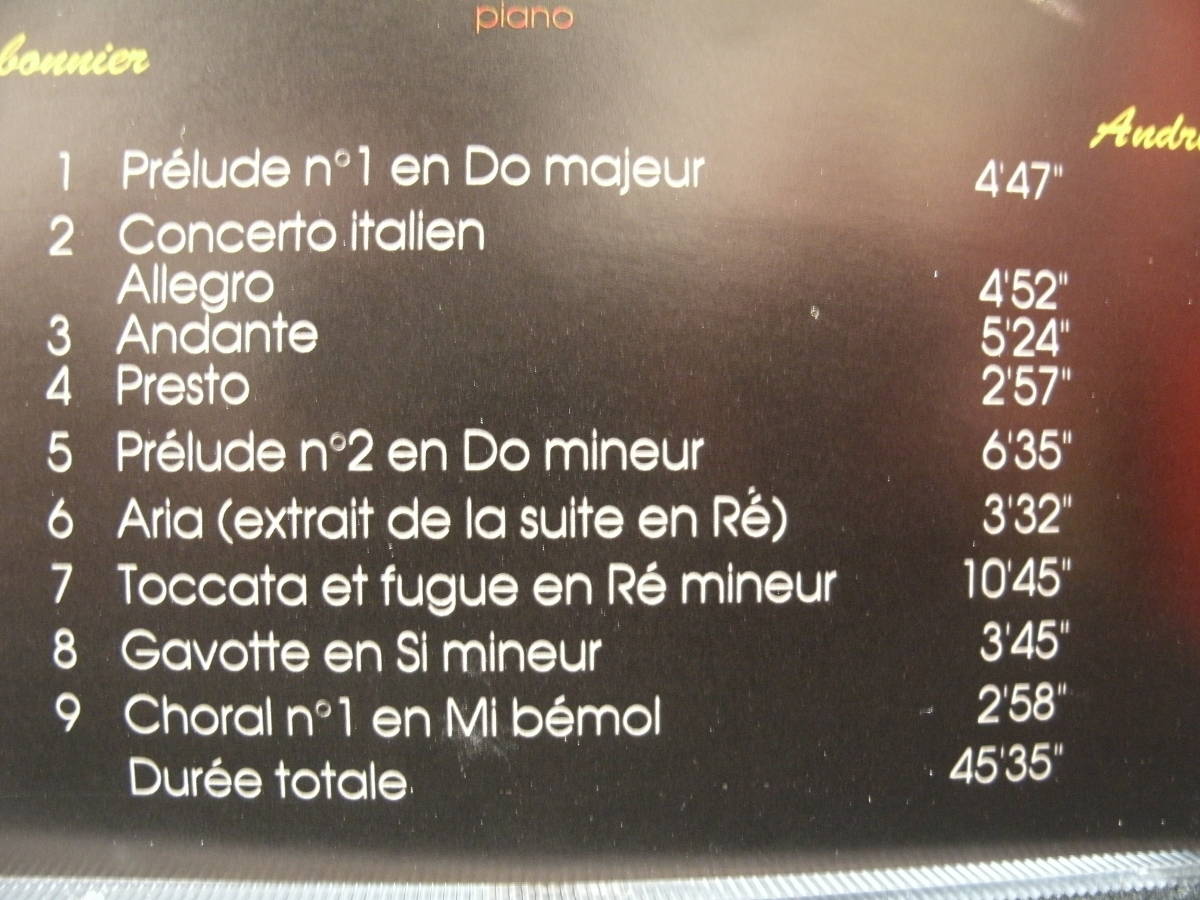 piano
bonnier
1 Prélude n°1 en Do majeur 4'47"
2 Concerto italien
Allegro 4'52"
3 Andante 5'24"
4 Presto 2'57"
5 Prélude n°2 en Do mineur 6'35"
6 Aria (extrait de la suite en Ré) 3'32"
7 Toccata et fugue en Ré mineur 10'45"
8 Gavotte en Si mineur 3'45"
9 Choral n°1 en Mi bémol 2'58"
Durée totale 45'35"